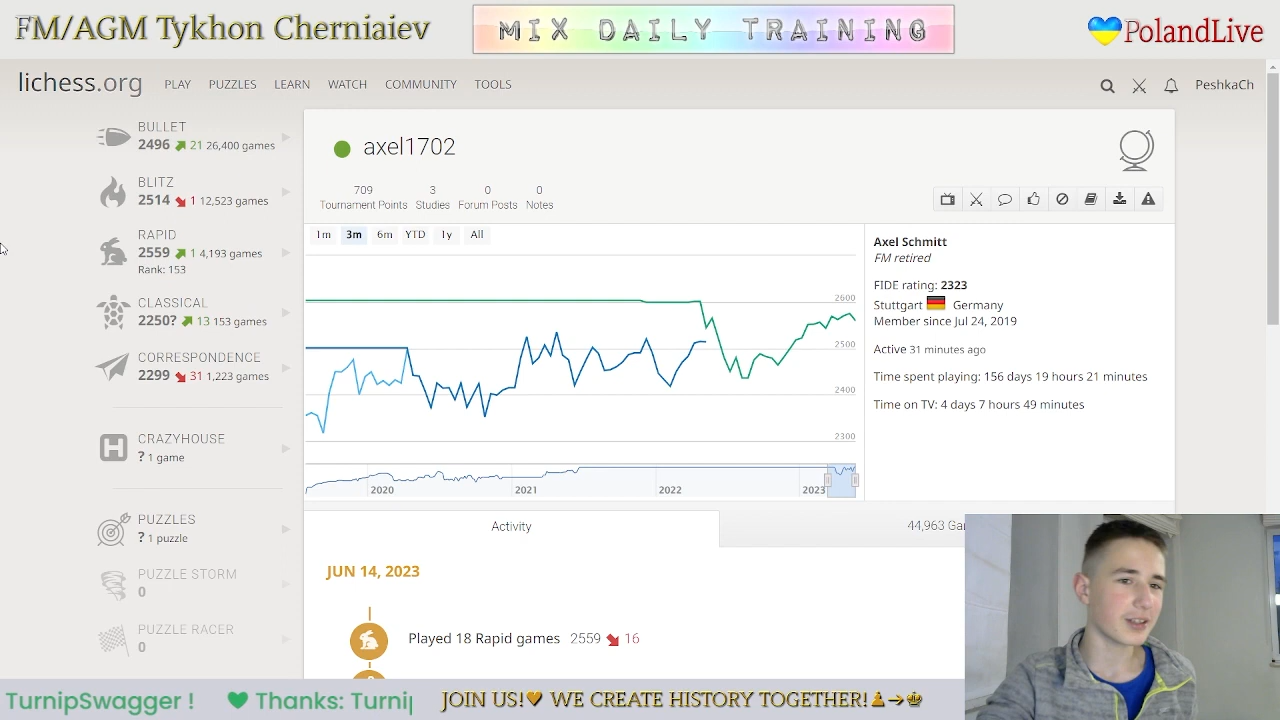 FM/AGM Tykhon Cherniaiev
MIX DAILY TRAINING
PolandLive
lichess.org
PLAY PUZZLES LEARN WATCH COMMUNITY TOOLS
PeshkaCh
BULLET
2496 21 26,400 games
BLITZ
2514 1 12,523 games
RAPID
2559 1 4,193 games
Rank: 153
CLASSICAL
2250? 13 153 games
CORRESPONDENCE
2299 31 1,223 games
CRAZYHOUSE
? 1 game
PUZZLES
? 1 puzzle
PUZZLE STORM
0
PUZZLE RACER
0
axel1702
709 3 0 0
Tournament Points Studies Forum Posts Notes
1m 3m 6m YTD 1y All
2600
2500
2400
2300
2020 2021 2022 2023
Axel Schmitt
FM retired
FIDE rating: 2323
Stuttgart Germany
Member since Jul 24, 2019
Active 31 minutes ago
Time spent playing: 156 days 19 hours 21 minutes
Time on TV: 4 days 7 hours 49 minutes
Activity
44,963 Ga
JUN 14, 2023
Played 18 Rapid games 2559 16
TurnipSwagger ! Thanks: Turnip
JOIN US! WE CREATE HISTORY TOGETHER!